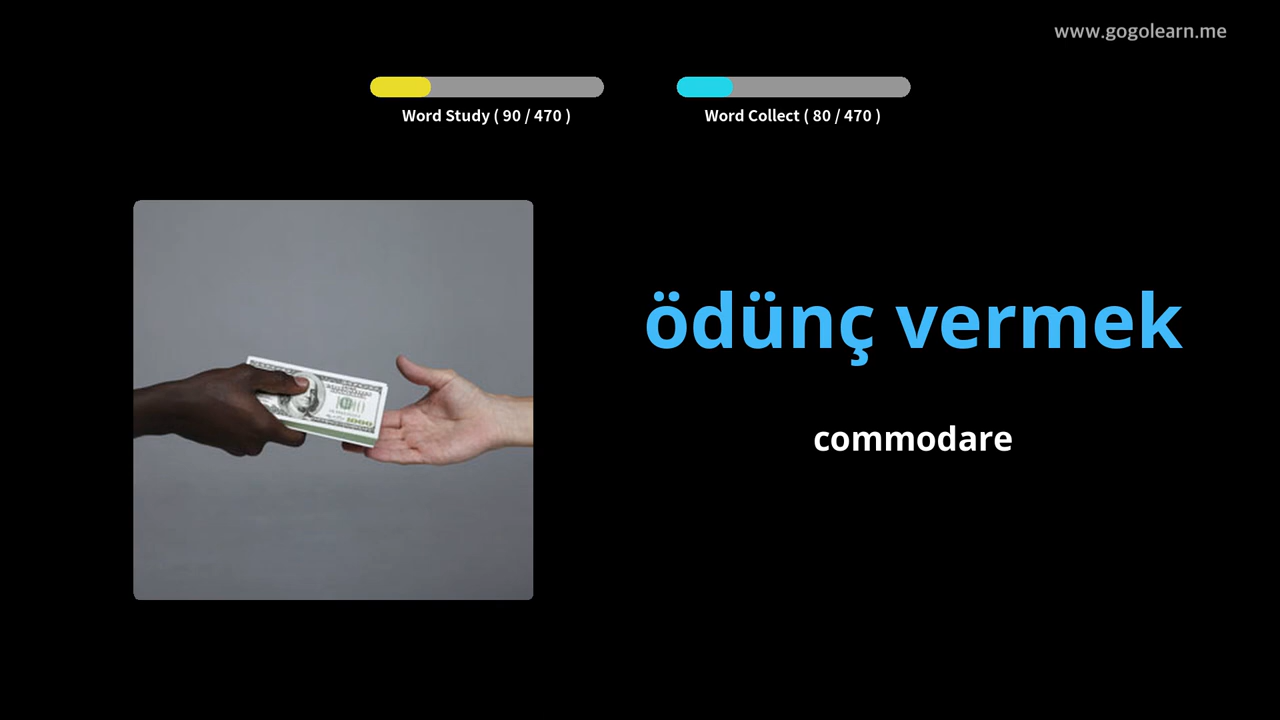 www.gogolearn.me
Word Study ( 90 / 470 )
Word Collect ( 80 / 470 )
ödünç vermek
commodare